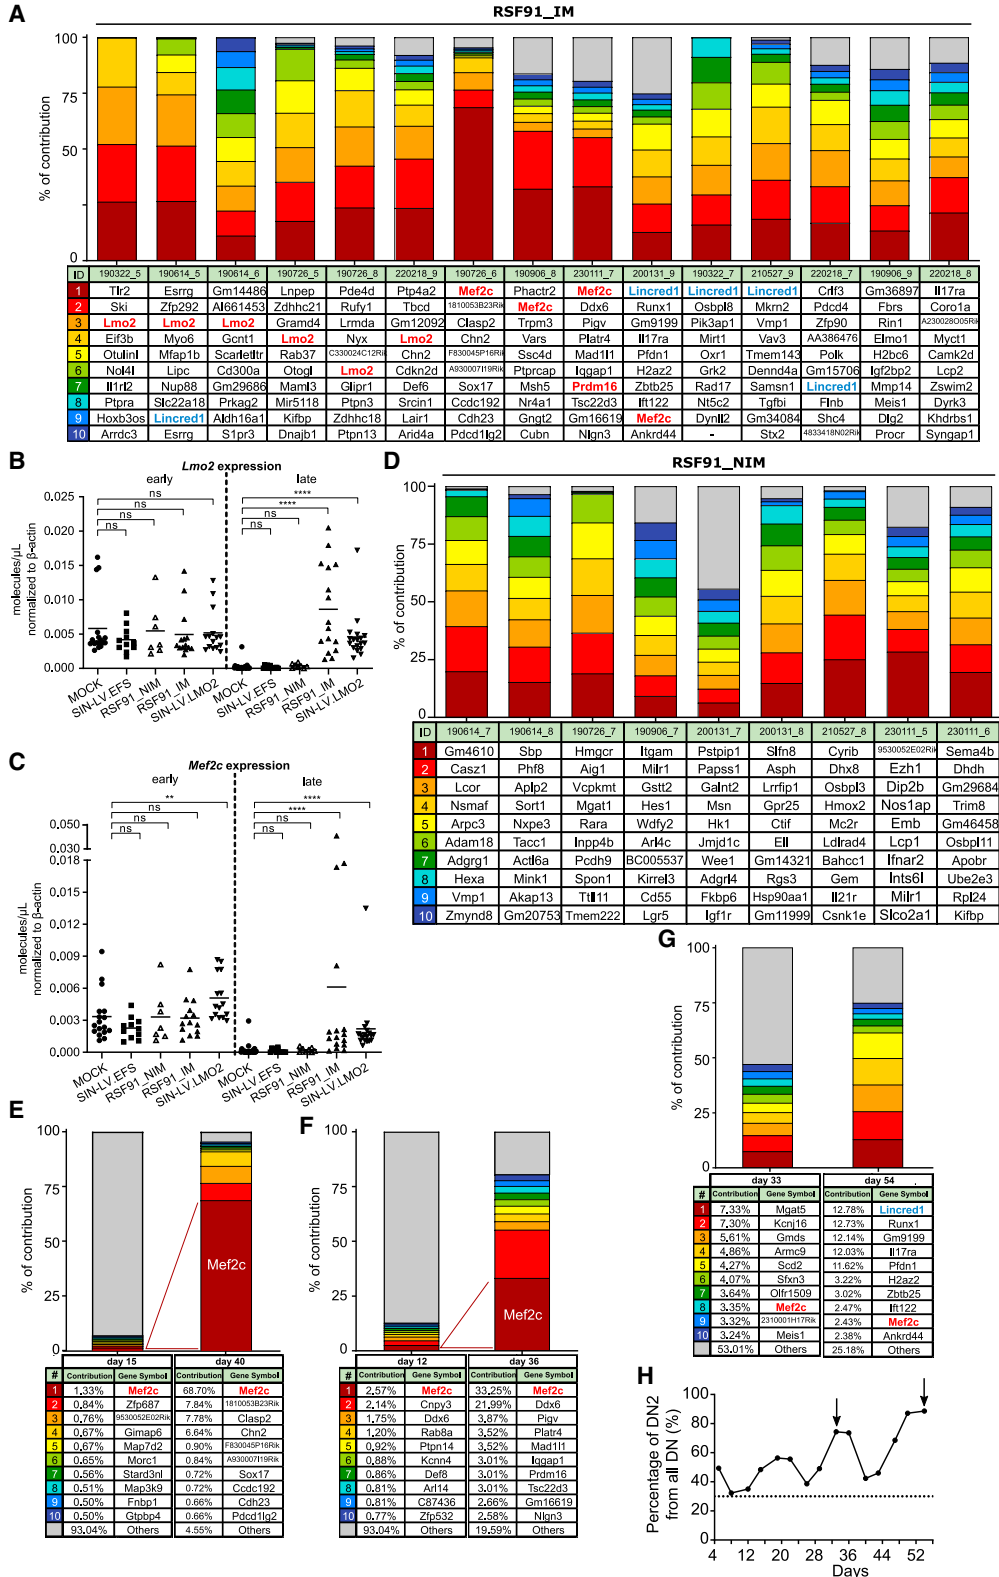 A
RSF91_IM
% of contribution
100
75
50
25
0
ID 190322_5 190614_5 190614_6 190726_5 190726_8 220218_9 190726_6 190906_8 230111_7 200131_9 190322_7 210527_9 220218_7 190906_9 220218_8
1 Tlr2 Esrrg Gm14486 Lnpep Pde4d Ptp4a2 Mef2c Phactr2 Mef2c Lincred1 Lincred1 Lincred1 Crlf3 Gm36897 Il17ra
2 Ski Zfp292 AI661453 Zdhhc21 Rufy1 Tbcd 1810053B23Rik Mef2c Ddx6 Runx1 Osbpl8 Mkrn2 Pdcd4 Fbrs Coro1a
3 Lmo2 Lmo2 Lmo2 Gramd4 Lrmda Gm12092 Clasp2 Trpm3 Pigv Gm9199 Pik3ap1 Vmp1 Zfp90 Rin1 A230028O05Rik
4 Eif3b Myo6 Gcnt1 Lmo2 Nyx Lmo2 Chn2 Vars Platr4 Il17ra Mirt1 Vav3 AA386476 Elmo1 Myct1
5 Otulinl Mfap1b Scarletltr Rab37 C330024C12Rik Chn2 F830045P16Rik Ssc4d Mad1l1 Pfdn1 Oxr1 Tmem143 Polk H2bc6 Camk2d
6 Nol4l Lipc Cd300a Otogl Lmo2 Cdkn2d A930007I19Rik Ptprcap Iqgap1 H2az2 Grk2 Dennd4a Gm15706 Igf2bp2 Lcp2
7 Il1rl2 Nup88 Gm29686 Maml3 Glipr1 Def6 Sox17 Msh5 Prdm16 Zbtb25 Rad17 Samsn1 Lincred1 Mmp14 Zswim2
8 Ptpra Slc22a18 Prkag2 Mir5118 Ptpn3 Srcin1 Ccdc192 Nr4a1 Tsc22d3 Ift122 Nt5c2 Tgfbi Flnb Meis1 Dyrk3
9 Hoxb3os Lincred1 Aldh16a1 Kifbp Zdhhc18 Lair1 Cdh23 Gngt2 Gm16619 Mef2c Dynll2 Gm34084 Shc4 Dlg2 Khdrbs1
10 Arrdc3 Esrrg S1pr3 Dnajb1 Ptpn13 Arid4a Pdcd1lg2 Cubn Nlgn3 Ankrd44 - Stx2 4833418N02Rik Procr Syngap1
B
Lmo2 expression
early late
ns ns ns ns
ns ns **** ****
molecules/µL
normalized to β-actin
0.025
0.020
0.015
0.010
0.005
0.000
MOCK SIN-LV.EFS RSF91_NIM RSF91_IM SIN-LV.LMO2 MOCK SIN-LV.EFS RSF91_NIM RSF91_IM SIN-LV.LMO2
C
Mef2c expression
early late
** ns ns ns
**** **** ns ns
molecules/µL
normalized to β-actin
0.050
0.030
0.018
0.015
0.012
0.009
0.006
0.003
0.000
MOCK SIN-LV.EFS RSF91_NIM RSF91_IM SIN-LV.LMO2 MOCK SIN-LV.EFS RSF91_NIM RSF91_IM SIN-LV.LMO2
D
RSF91_NIM
% of contribution
100
75
50
25
0
ID 190614_7 190614_8 190726_7 190906_7 200131_7 200131_8 210527_8 230111_5 230111_6
1 Gm4610 Sbp Hmgcr Itgam Pstpip1 Slfn8 Cyrib 9530052E02Rik Sema4b
2 Casz1 Phf8 Aig1 Milr1 Papss1 Asph Dhx8 Ezh1 Dhdh
3 Lcor Aplp2 Vcpkmt Gstt2 Galnt2 Lrrfip1 Osbpl3 Dip2b Gm29684
4 Nsmaf Sort1 Mgat1 Hes1 Msn Gpr25 Hmox2 Nos1ap Trim8
5 Arpc3 Nxpe3 Rara Wdfy2 Hk1 Ctif Mc2r Emb Gm46458
6 Adam18 Tacc1 Inpp4b Arl4c Jmjd1c Ell Ldlrad4 Lcp1 Osbpl11
7 Adgrg1 Actl6a Pcdh9 BC005537 Wee1 Gm14321 Bahcc1 Ifnar2 Apobr
8 Hexa Mink1 Spon1 Kirrel3 Adgrl4 Rgs3 Gem Ints6l Ube2e3
9 Vmp1 Akap13 Ttll11 Cd55 Fkbp6 Hsp90aa1 Il21r Milr1 Rpl24
10 Zmynd8 Gm20753 Tmem222 Lgr5 Igf1r Gm11999 Csnk1e Slco2a1 Kifbp
E
% of contribution
100
75
50
25
0
Mef2c
day 15 day 40
# Contribution Gene Symbol Contribution Gene Symbol
1 1.33% Mef2c 68.70% Mef2c
2 0.84% Zfp687 7.84% 1810053B23Rik
3 0.76% 9530052E02Rik 7.78% Clasp2
4 0.67% Gimap6 6.64% Chn2
5 0.67% Map7d2 0.90% F830045P16Rik
6 0.65% Morc1 0.84% A930007I19Rik
7 0.56% Stard3nl 0.72% Sox17
8 0.51% Map3k9 0.72% Ccdc192
9 0.50% Fnbp1 0.66% Cdh23
10 0.50% Gtpbp4 0.66% Pdcd1lg2
93.04% Others 4.55% Others
F
% of contribution
100
75
50
25
0
Mef2c
day 12 day 36
# Contribution Gene Symbol Contribution Gene Symbol
1 2.57% Mef2c 33,25% Mef2c
2 2.14% Cnpy3 21,99% Ddx6
3 1.75% Ddx6 3,87% Pigv
4 1.20% Rab8a 3,52% Platr4
5 0.92% Ptpn14 3,52% Mad1l1
6 0.88% Kcnn4 3.01% Iqgap1
7 0.86% Def8 3,01% Prdm16
8 0.81% Arl14 3.01% Tsc22d3
9 0.81% C87436 2.66% Gm16619
10 0.77% Zfp532 2.58% Nlgn3
93.04% Others 19.59% Others
G
% of contribution
100
75
50
25
0
day 33 day 54
# Contribution Gene Symbol Contribution Gene Symbol
1 7.33% Mgat5 12.78% Lincred1
2 7.30% Kcnj16 12.73% Runx1
3 5.61% Gmds 12.14% Gm9199
4 4.86% Armc9 12.03% Il17ra
5 4.27% Scd2 11.62% Pfdn1
6 4.07% Sfxn3 3.22% H2az2
7 3.64% Olfr1509 3.02% Zbtb25
8 3.35% Mef2c 2.47% Ift122
9 3.32% 2310001H17Rik 2.43% Mef2c
10 3.24% Meis1 2.38% Ankrd44
53.01% Others 25.18% Others
H
Percentage of DN2
from all DN (%)
100
80
60
40
20
0
4 12 20 28 36 44 52
Days